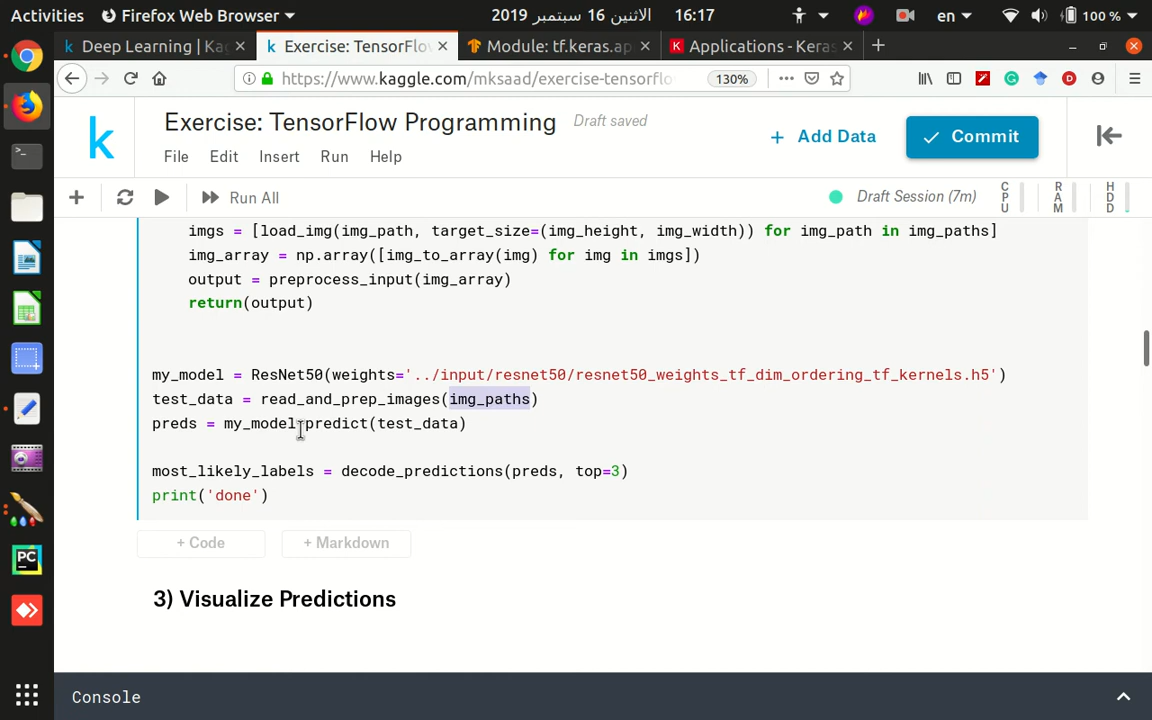 Activities Firefox Web Browser الاثنين 16 سبتمبر 2019 16:17 en 100 %
Deep Learning | Kag Exercise: TensorFlo Module: tf.keras.ap Applications - Keras
https://www.kaggle.com/mksaad/exercise-tensorflo 130%
Exercise: TensorFlow Programming Draft saved
+ Add Data Commit
File Edit Insert Run Help
Run All Draft Session (7m) CPU RAM HDD
imgs = [load_img(img_path, target_size=(img_height, img_width)) for img_path in img_paths]
img_array = np.array([img_to_array(img) for img in imgs])
output = preprocess_input(img_array)
return(output)
my_model = ResNet50(weights='../input/resnet50/resnet50_weights_tf_dim_ordering_tf_kernels.h5')
test_data = read_and_prep_images(img_paths)
preds = my_model.predict(test_data)
most_likely_labels = decode_predictions(preds, top=3)
print('done')
+ Code + Markdown
3) Visualize Predictions
Console